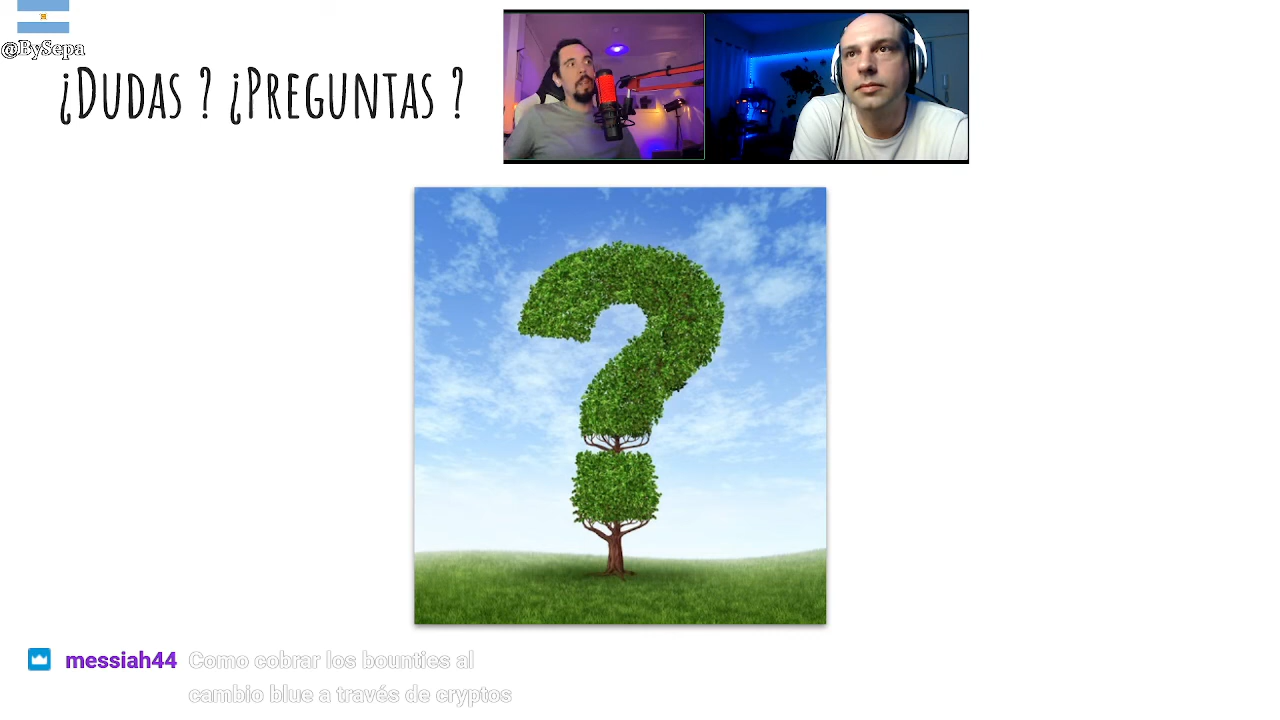 @BySepa
¿Dudas ? ¿Preguntas ?
messiah44 Como cobrar los bounties al
cambio blue a través de cryptos